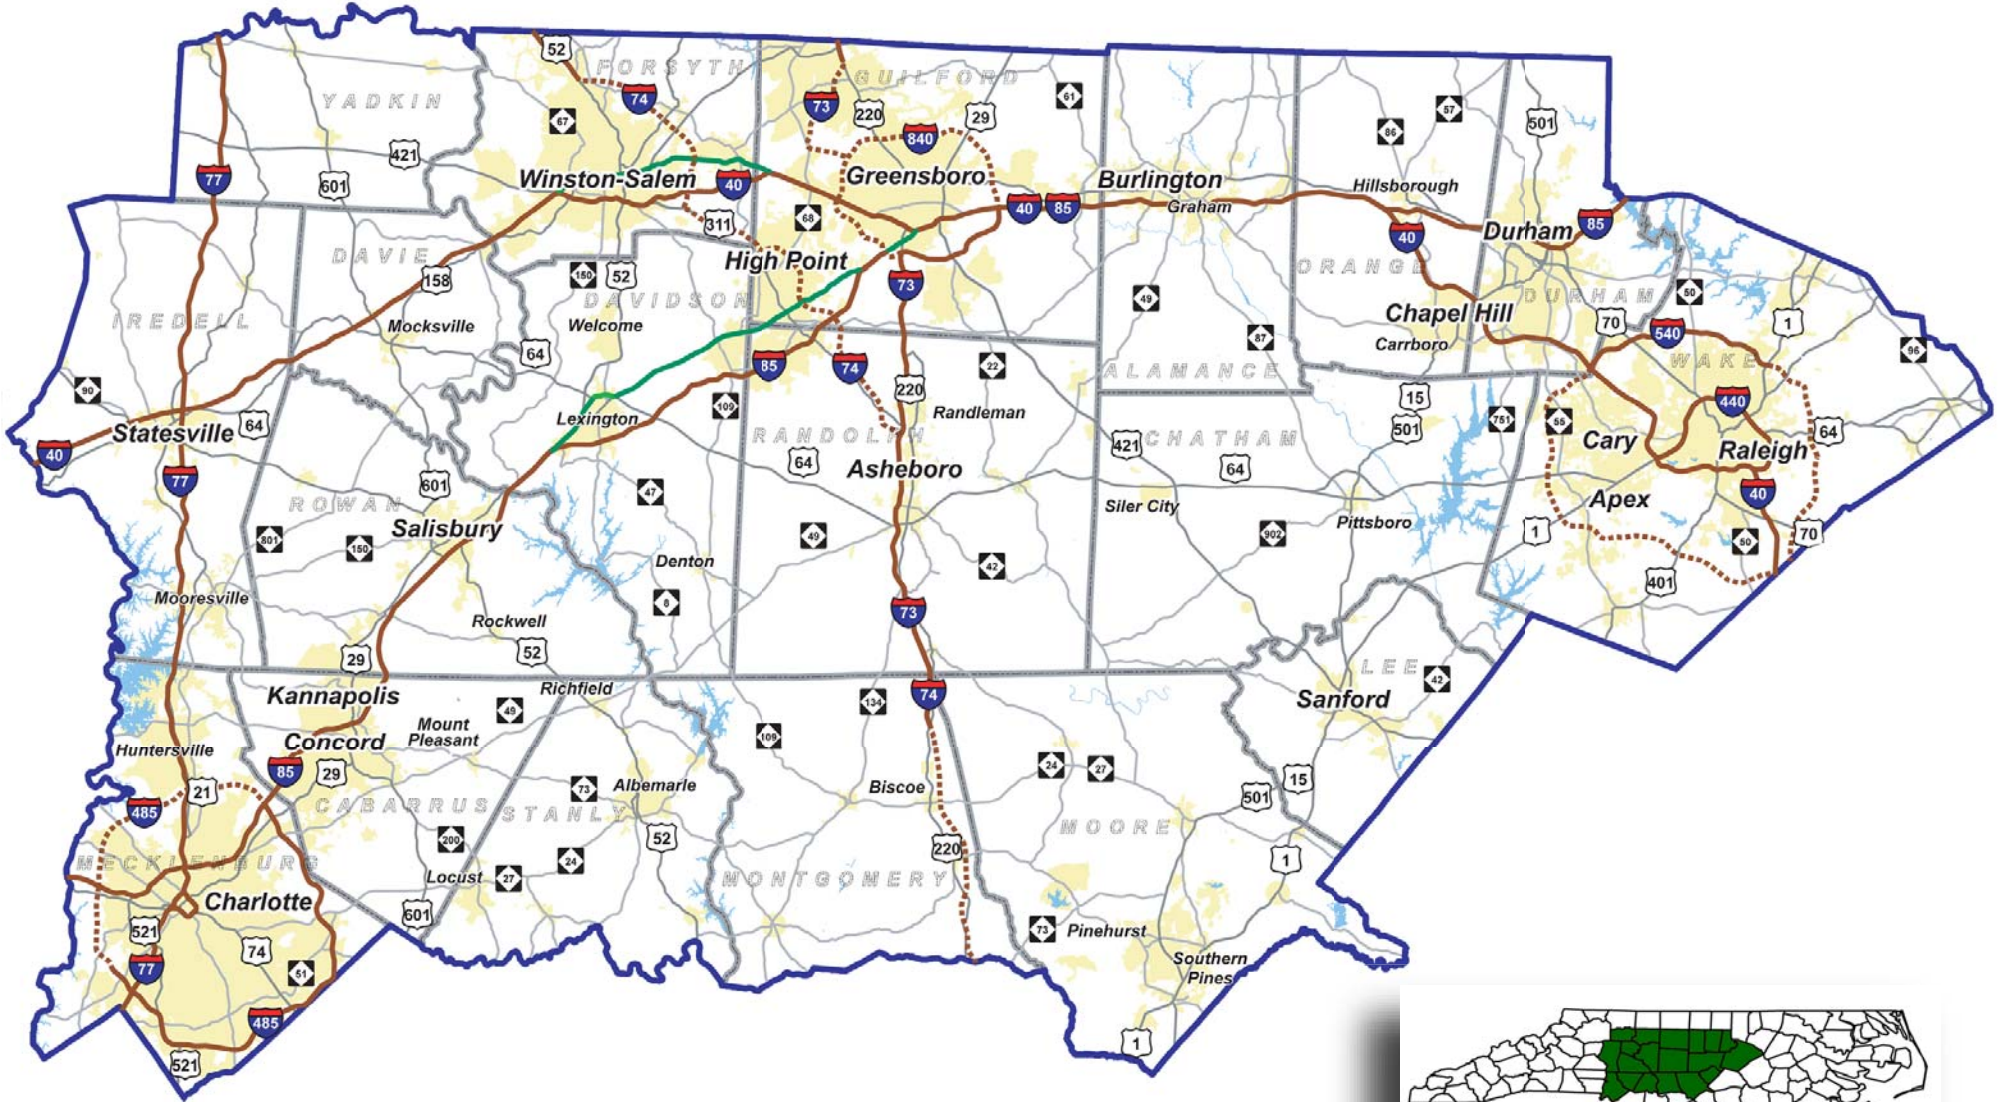 52
FORSYTH
GUILFORD
YADKIN
74
73
220
29
61
57
67
840
86
501
421
77
601
Winston-Salem
40
Greensboro
Burlington
Hillsborough
311
68
40
85
Graham
Durham
85
40
DAVIE
158
150
52
High Point
73
ORANGE
DAVIDSON
49
DURHAM
50
IREDELL
Mocksville
Welcome
Chapel Hill
70
540
1
64
87
Carrboro
WAKE
96
90
85
74
220
22
ALAMANCE
Lexington
109
Randleman
15
501
751
55
440
Statesville
64
RANDOLPH
421
CHATHAM
Cary
Raleigh
64
40
77
601
64
Asheboro
64
47
ROWAN
Siler City
Apex
40
Salisbury
801
150
49
902
Pittsboro
1
50
70
Denton
42
401
Mooresville
8
73
Rockwell
29
52
LEE
42
Kannapolis
Richfield
74
Sanford
49
134
Mount
Pleasant
109
Huntersville
Concord
85
29
24
27
21
73
Albemarle
Biscoe
501
15
485
CABARRUS
STANLY
MOORE
200
52
220
1
MECKLENBURG
24
Locust
27
MONTGOMERY
Charlotte
601
521
74
73
Pinehurst
77
51
Southern
Pines
485
1
521